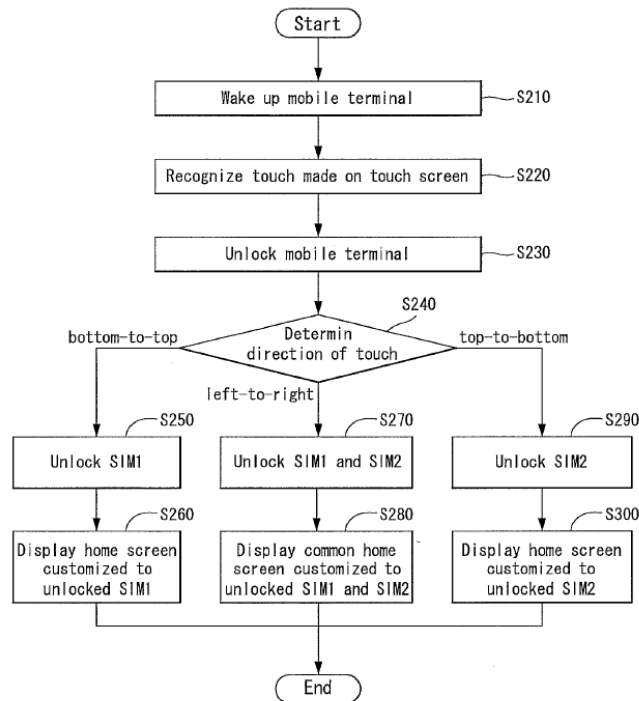 Start
Wake up mobile terminal
S210
Recognize touch made on touch screen
S220
Unlock mobile terminal
S230
S240
Determin
direction of touch
bottom-to-top
top-to-bottom
left-to-right
S250
Unlock SIM1
S270
Unlock SIM1 and SIM2
S290
Unlock SIM2
S260
Display home screen
customized to
unlocked SIM1
S280
Display common home
screen customized to
unlocked SIM1 and SIM2
S300
Display home screen
customized to
unlocked SIM2
End